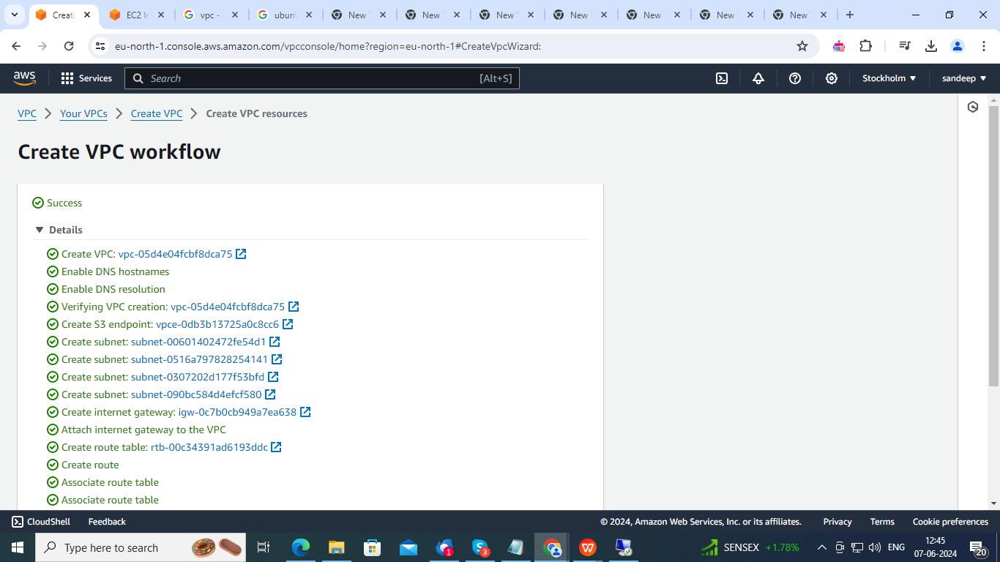 Create
EC2 In
vpc -
ubunt
New T
New T
New T
New T
New T
New T
New T
eu-north-1.console.aws.amazon.com/vpcconsole/home?region=eu-north-1#CreateVpcWizard:
aws
Services
Search
[Alt+S]
Stockholm
sandeep
VPC
Your VPCs
Create VPC
Create VPC resources
Create VPC workflow
Success
Details
Create VPC: vpc-05d4e04fcbf8dca75
Enable DNS hostnames
Enable DNS resolution
Verifying VPC creation: vpc-05d4e04fcbf8dca75
Create S3 endpoint: vpce-0db3b13725a0c8cc6
Create subnet: subnet-00601402472fe54d1
Create subnet: subnet-0516a797828254141
Create subnet: subnet-0307202d177f53bfd
Create subnet: subnet-090bc584d4efcf580
Create internet gateway: igw-0c7b0cb949a7ea638
Attach internet gateway to the VPC
Create route table: rtb-00c34391ad6193ddc
Create route
Associate route table
Associate route table
CloudShell
Feedback
© 2024, Amazon Web Services, Inc. or its affiliates.
Privacy
Terms
Cookie preferences
Type here to search
1
3
SENSEX +1.78%
ENG
12:45
07-06-2024
20